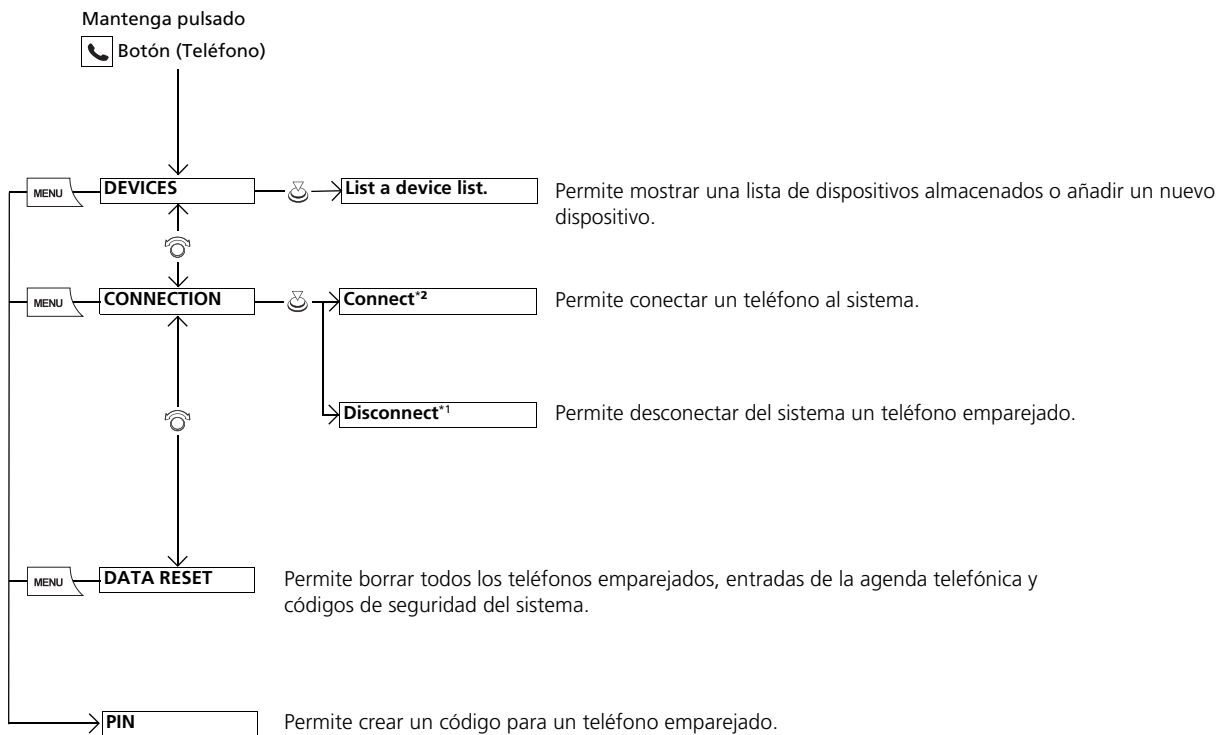 Mantenga pulsado
Botón (Teléfono)
MENU DEVICES List a device list. Permite mostrar una lista de dispositivos almacenados o añadir un nuevo
dispositivo.
MENU CONNECTION Connect*2 Permite conectar un teléfono al sistema.
Disconnect*1 Permite desconectar del sistema un teléfono emparejado.
MENU DATA RESET Permite borrar todos los teléfonos emparejados, entradas de la agenda telefónica y
códigos de seguridad del sistema.
PIN Permite crear un código para un teléfono emparejado.